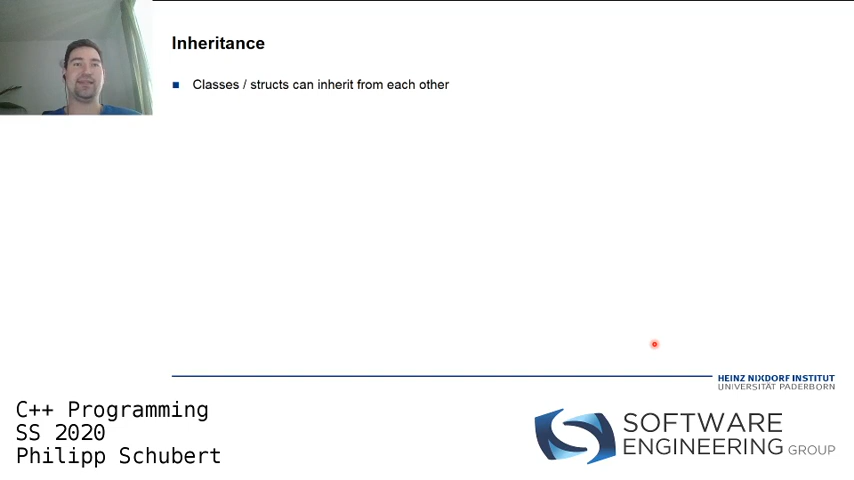 Inheritance
Classes / structs can inherit from each other
HEINZ NIXDORF INSTITUT
UNIVERSITÄT PADERBORN
C++ Programming
SS 2020
Philipp Schubert
SOFTWARE
ENGINEERING GROUP